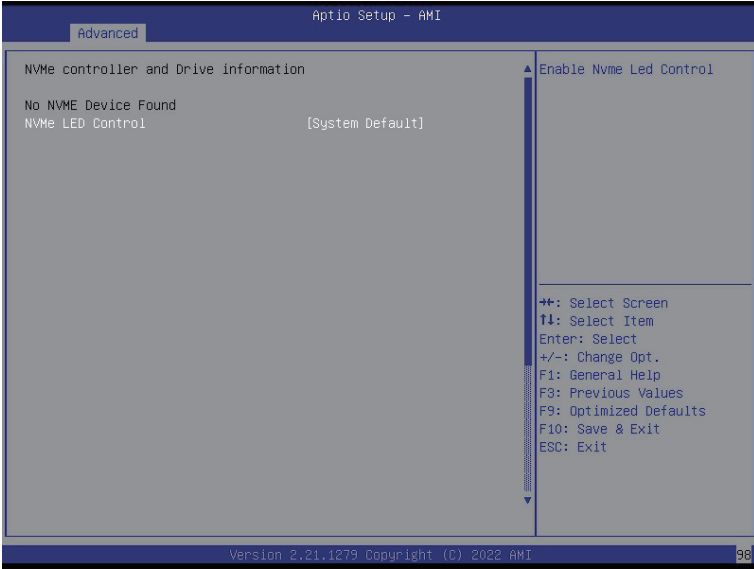 Aptio Setup – AMI
Advanced
NVMe controller and Drive information
No NVME Device Found
NVMe LED Control [System Default]
Enable Nvme Led Control
→←: Select Screen
↑↓: Select Item
Enter: Select
+/-: Change Opt.
F1: General Help
F3: Previous Values
F9: Optimized Defaults
F10: Save & Exit
ESC: Exit
Version 2.21.1279 Copyright (C) 2022 AMI
98